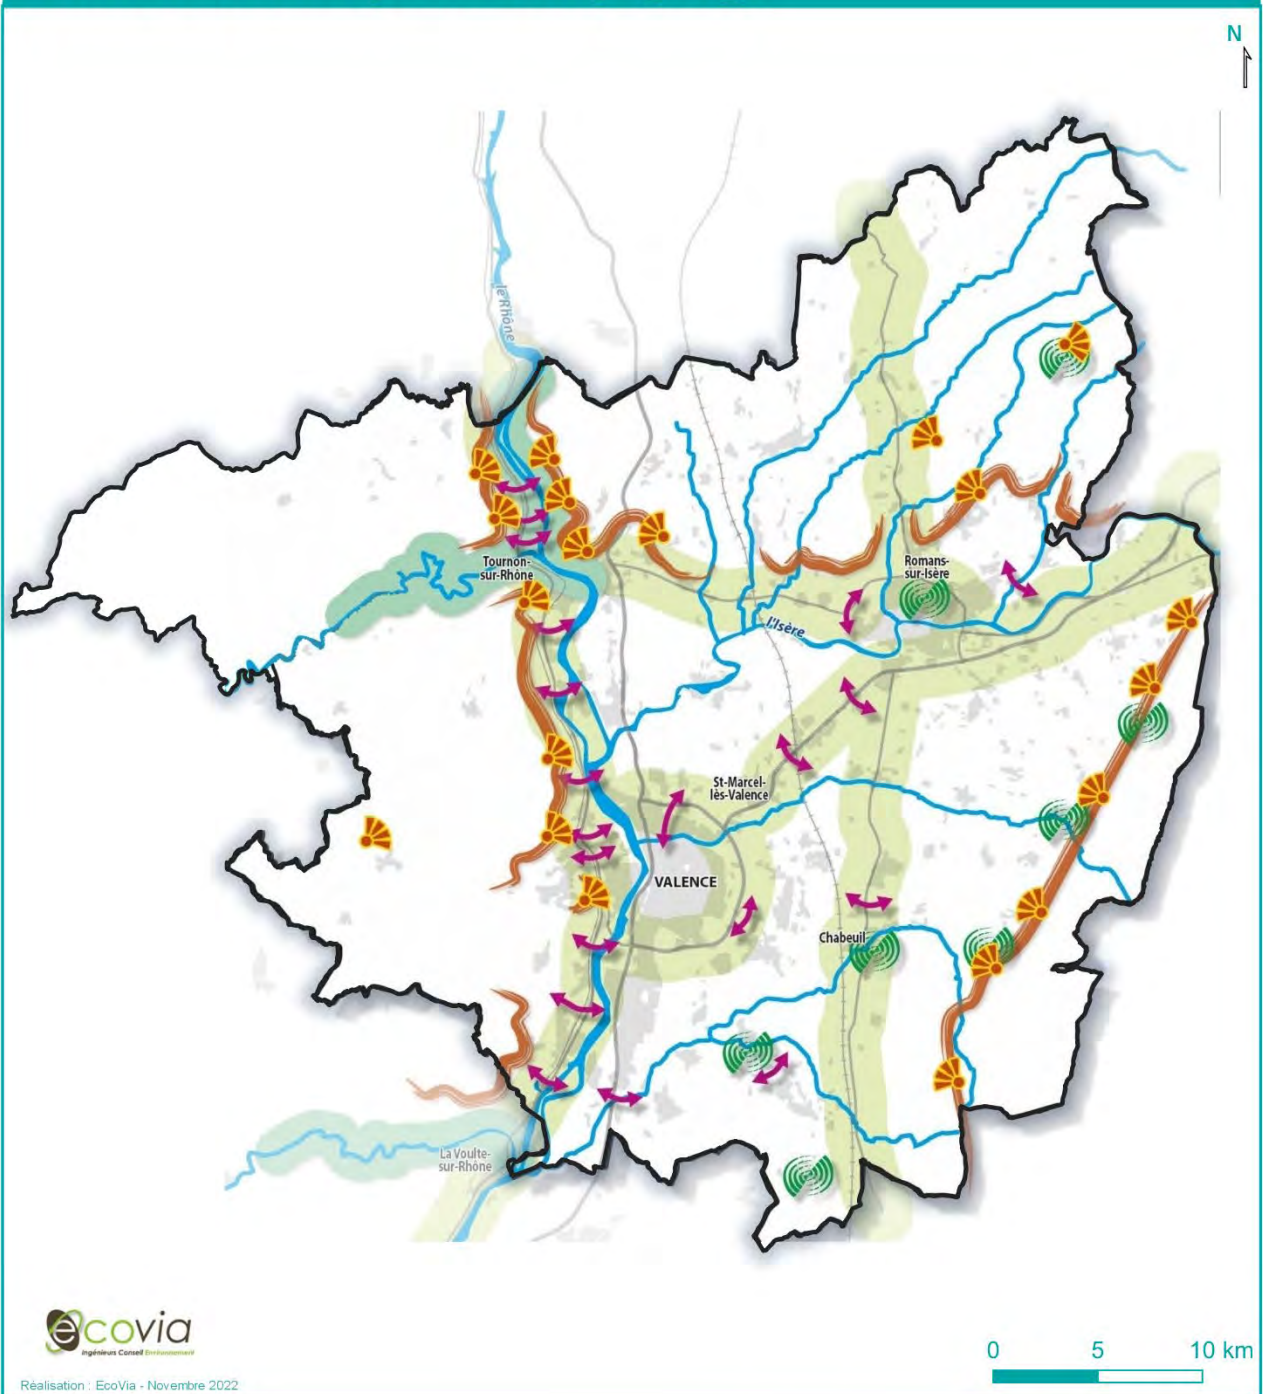 N
le Rhône
Tournon-
sur-Rhône
Romans-
sur-Isère
l'Isère
St-Marcel-
lès-Valence
VALENCE
Chabeuil
La Voulte-
sur-Rhône
ecovia
Ingénieurs Conseil Environnement
0 5 10 km
Réalisation : EcoVia - Novembre 2022